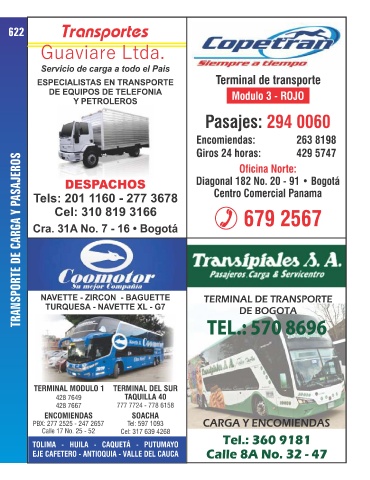 622
TRANSPORTE DE CARGA Y PASAJEROS
Transportes
Guaviare Ltda.
Servicio de carga a todo el País
ESPECIALISTAS EN TRANSPORTE
DE EQUIPOS DE TELEFONIA
Y PETROLEROS
DESPACHOS
Tels: 201 1160 - 277 3678
Cel: 310 819 3166
Cra. 31A No. 7 - 16 • Bogotá
Copetran
Siempre a tiempo
Terminal de transporte
Modulo 3 - ROJO
Pasajes: 294 0060
Encomiendas: 263 8198
Giros 24 horas: 429 5747
Oficina Norte:
Diagonal 182 No. 20 - 91 • Bogotá
Centro Comercial Panama
679 2567
Coomotor
Su mejor Compañía
NAVETTE - ZIRCON - BAGUETTE
TURQUESA - NAVETTE XL - G7
TERMINAL MODULO 1
428 7649
428 7667
ENCOMIENDAS
PBX: 277 2525 - 247 2657
Calle 17 No. 25 - 52
TERMINAL DEL SUR
TAQUILLA 40
777 7724 - 778 6158
SOACHA
Tel: 597 1093
Cel: 317 639 4268
TOLIMA - HUILA - CAQUETÁ - PUTUMAYO
EJE CAFETERO - ANTIOQUIA - VALLE DEL CAUCA
Transipiales S. A.
Pasajeros, Carga & Servicentro
TERMINAL DE TRANSPORTE
DE BOGOTA
TEL.: 570 8696
CARGA Y ENCOMIENDAS
Tel.: 360 9181
Calle 8A No. 32 - 47